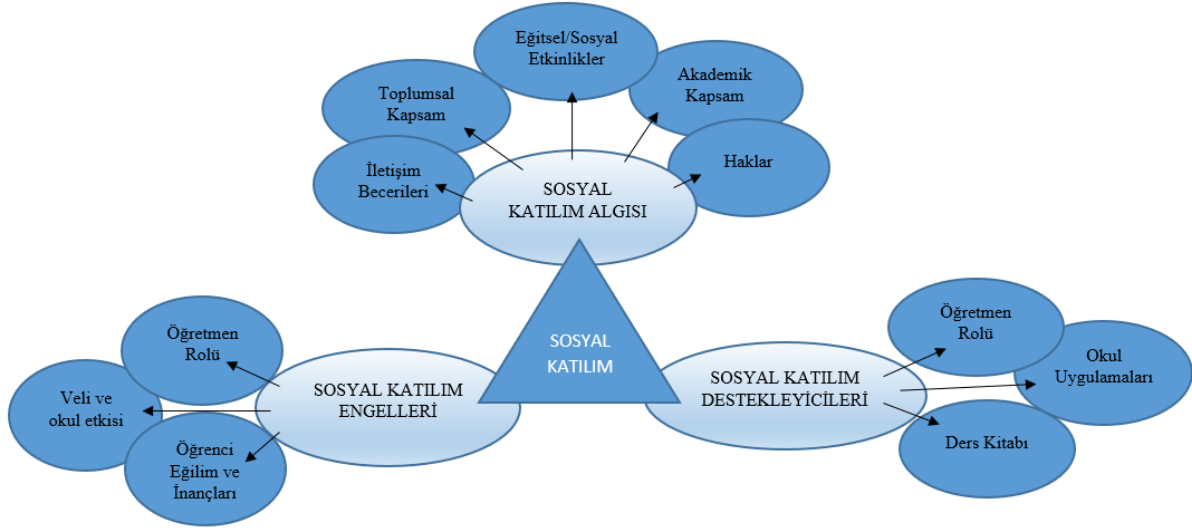 Eğitsel/Sosyal
Etkinlikler
Akademik
Kapsam
Toplumsal
Kapsam
Haklar
İletişim
Becerileri
SOSYAL
KATILIM ALGISI
SOSYAL
KATILIM
Öğretmen
Rolü
Veli ve
okul etkisi
Öğrenci
Eğilim ve
İnançları
SOSYAL KATILIM
ENGELLERİ
SOSYAL KATILIM
DESTEKLEYİCİLERİ
Öğretmen
Rolü
Okul
Uygulamaları
Ders Kitabı